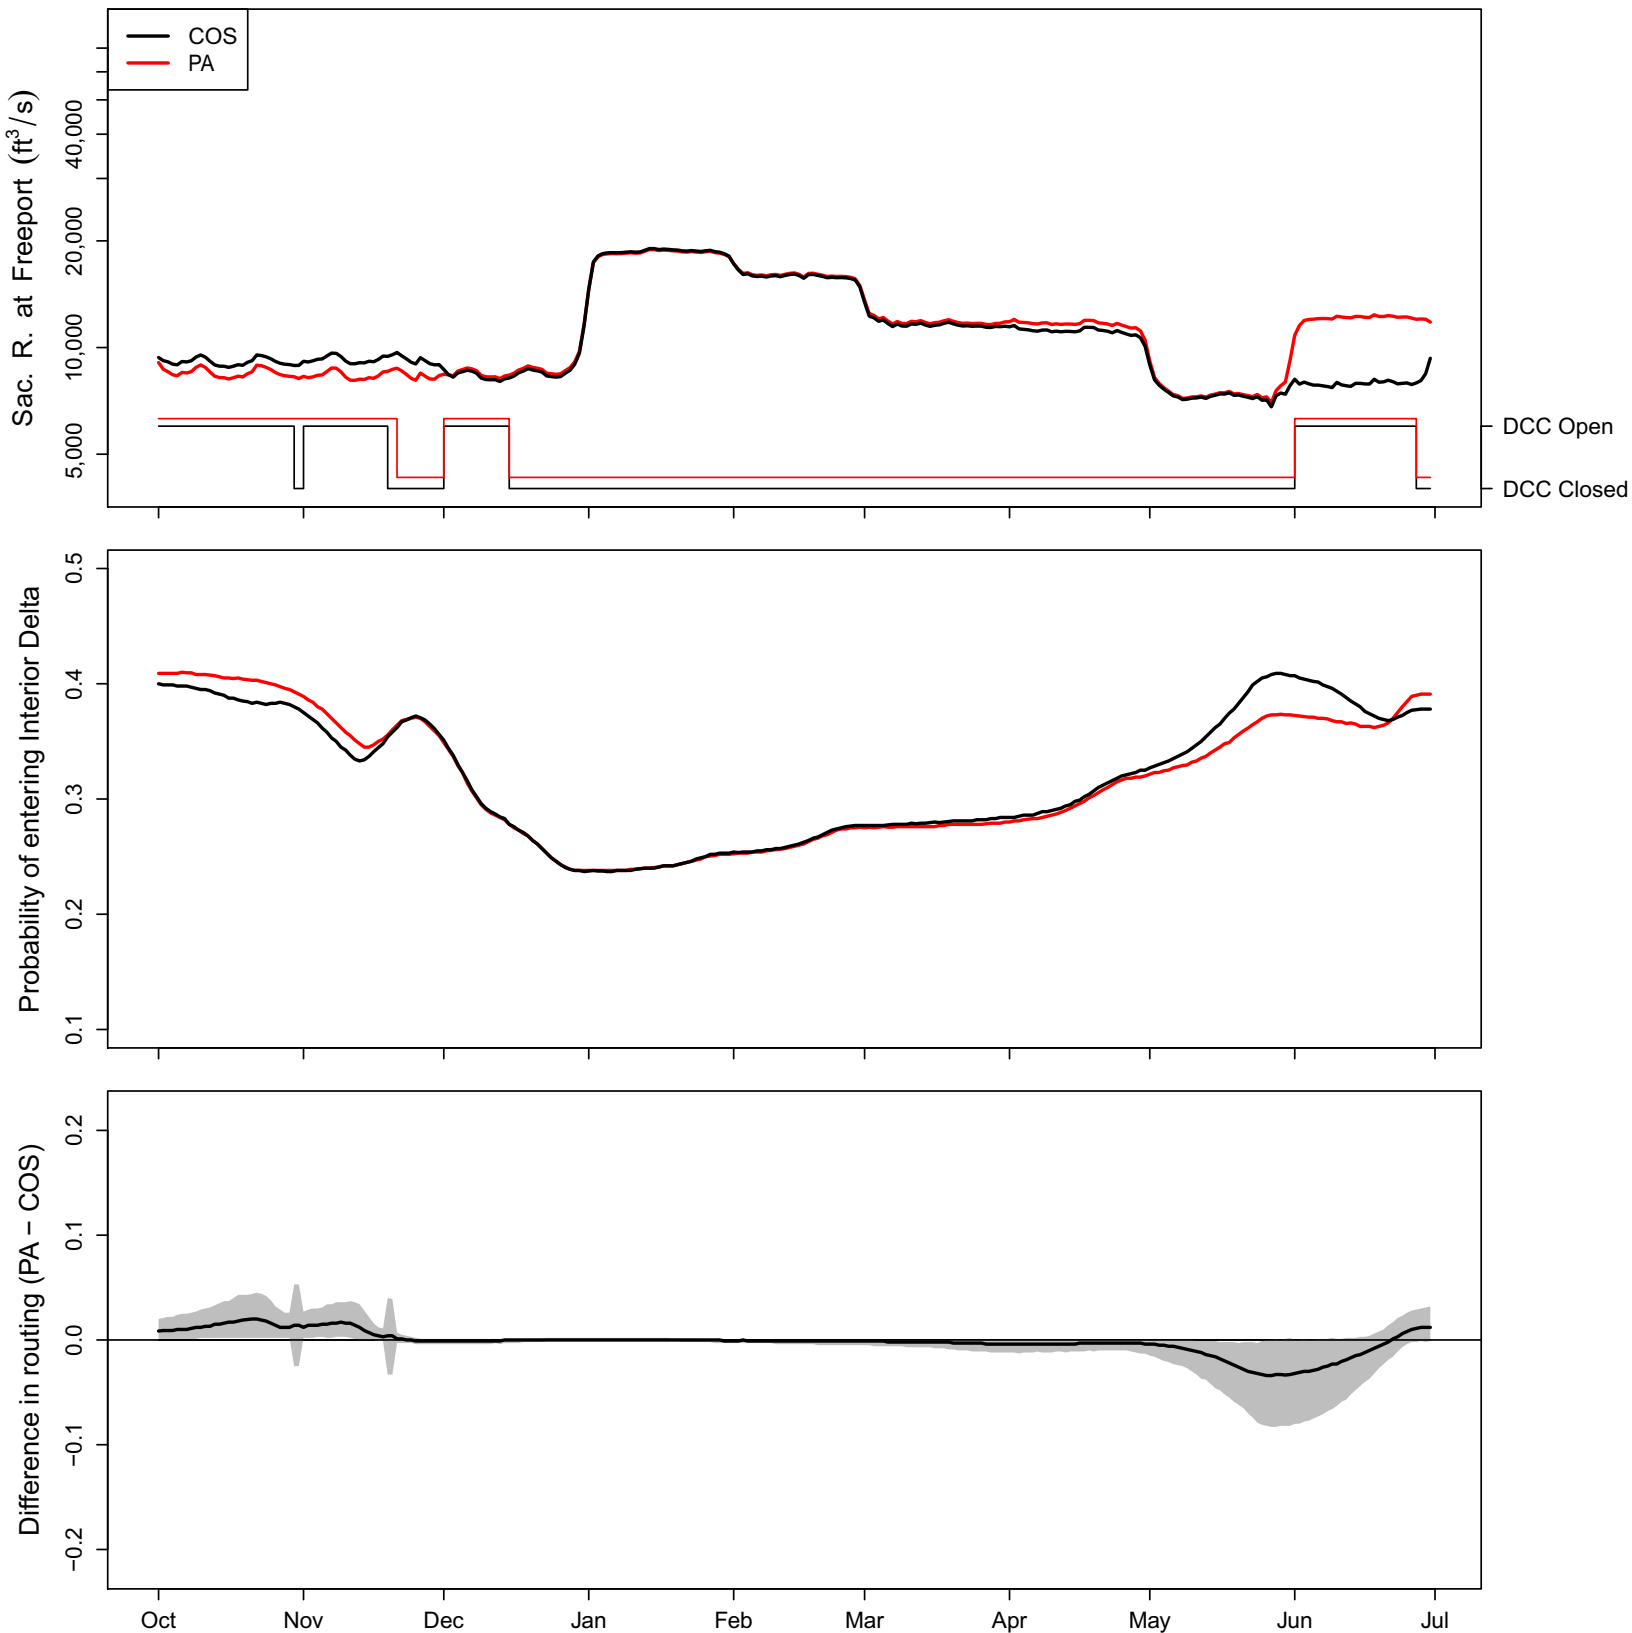 COS
PA
Sac. R. at Freeport (ft³/s)
40,000
20,000
10,000
5,000
DCC Open
DCC Closed
Probability of entering Interior Delta
0.5
0.4
0.3
0.2
0.1
Difference in routing (PA − COS)
0.2
0.1
0.0
−0.1
−0.2
Oct Nov Dec Jan Feb Mar Apr May Jun Jul